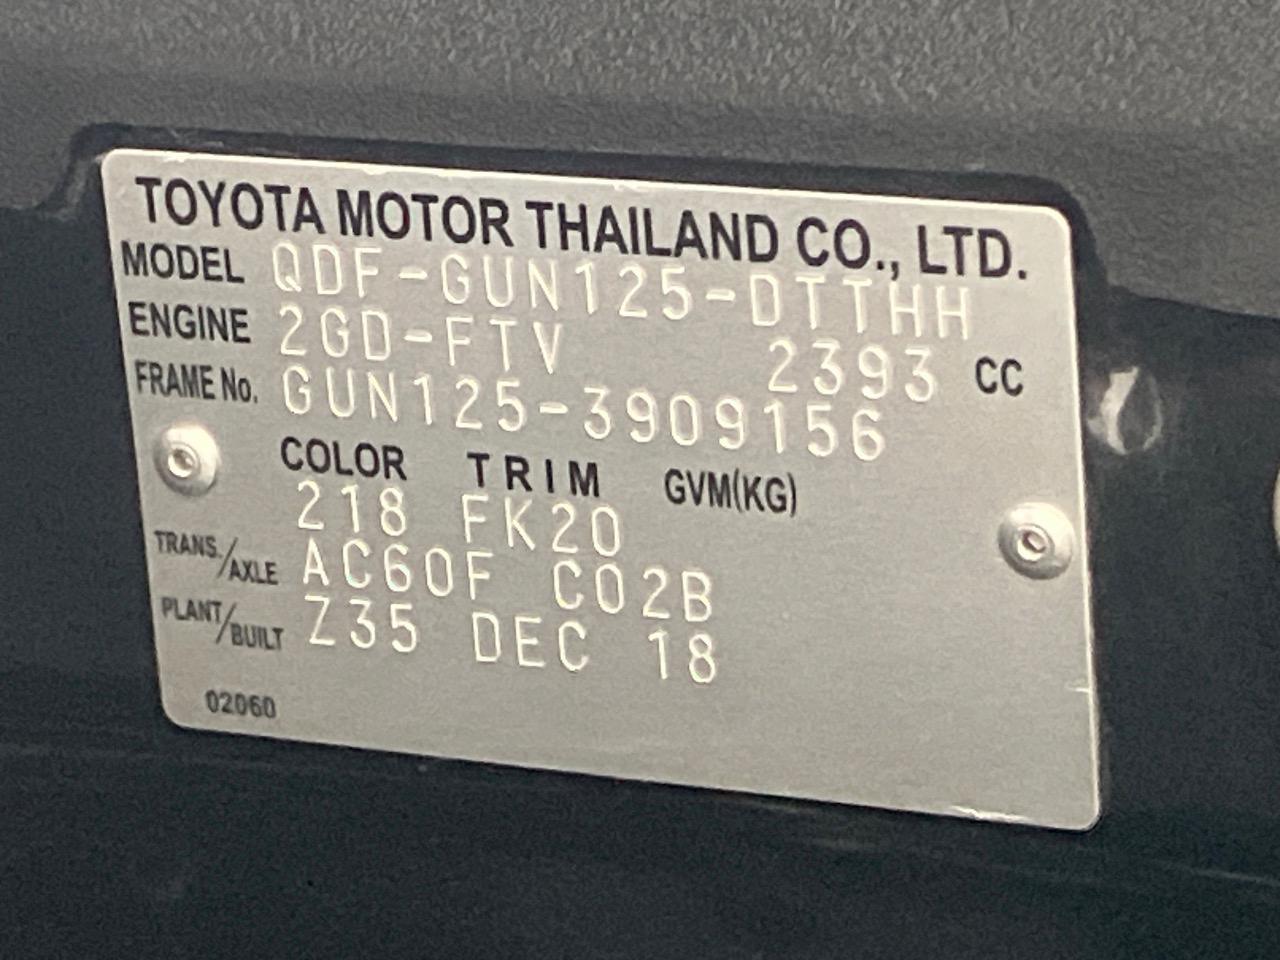 TOYOTA MOTOR THAILAND CO., LTD.
MODEL QDF-GUN125-DTTHH
ENGINE 2GD-FTV 2393 CC
FRAME No. GUN125-3909156
COLOR TRIM GVM(KG)
218 FK20
TRANS./AXLE AC60F C02B
PLANT/BUILT Z35 DEC 18
02060